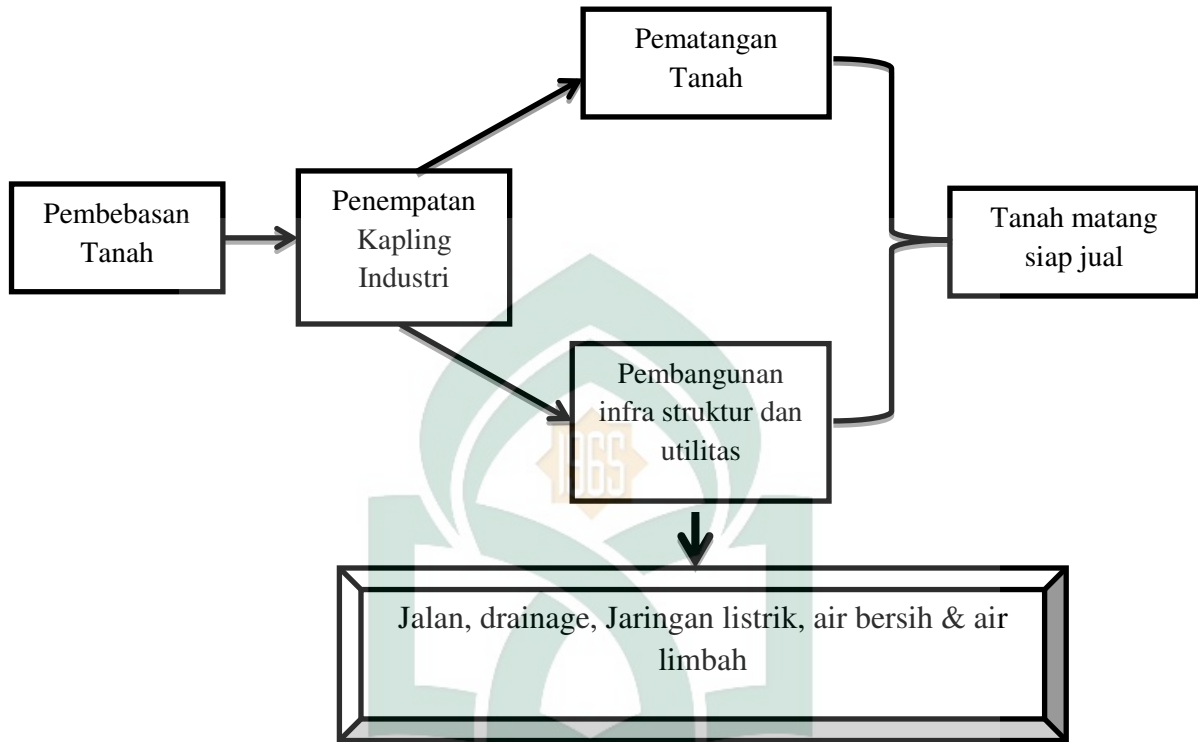 Pematangan
Tanah
Pembebasan
Tanah
Penempatan
Kapling
Industri
Tanah matang
siap jual
Pembangunan
infra struktur dan
utilitas
1965
Jalan, drainage, Jaringan listrik, air bersih & air
limbah